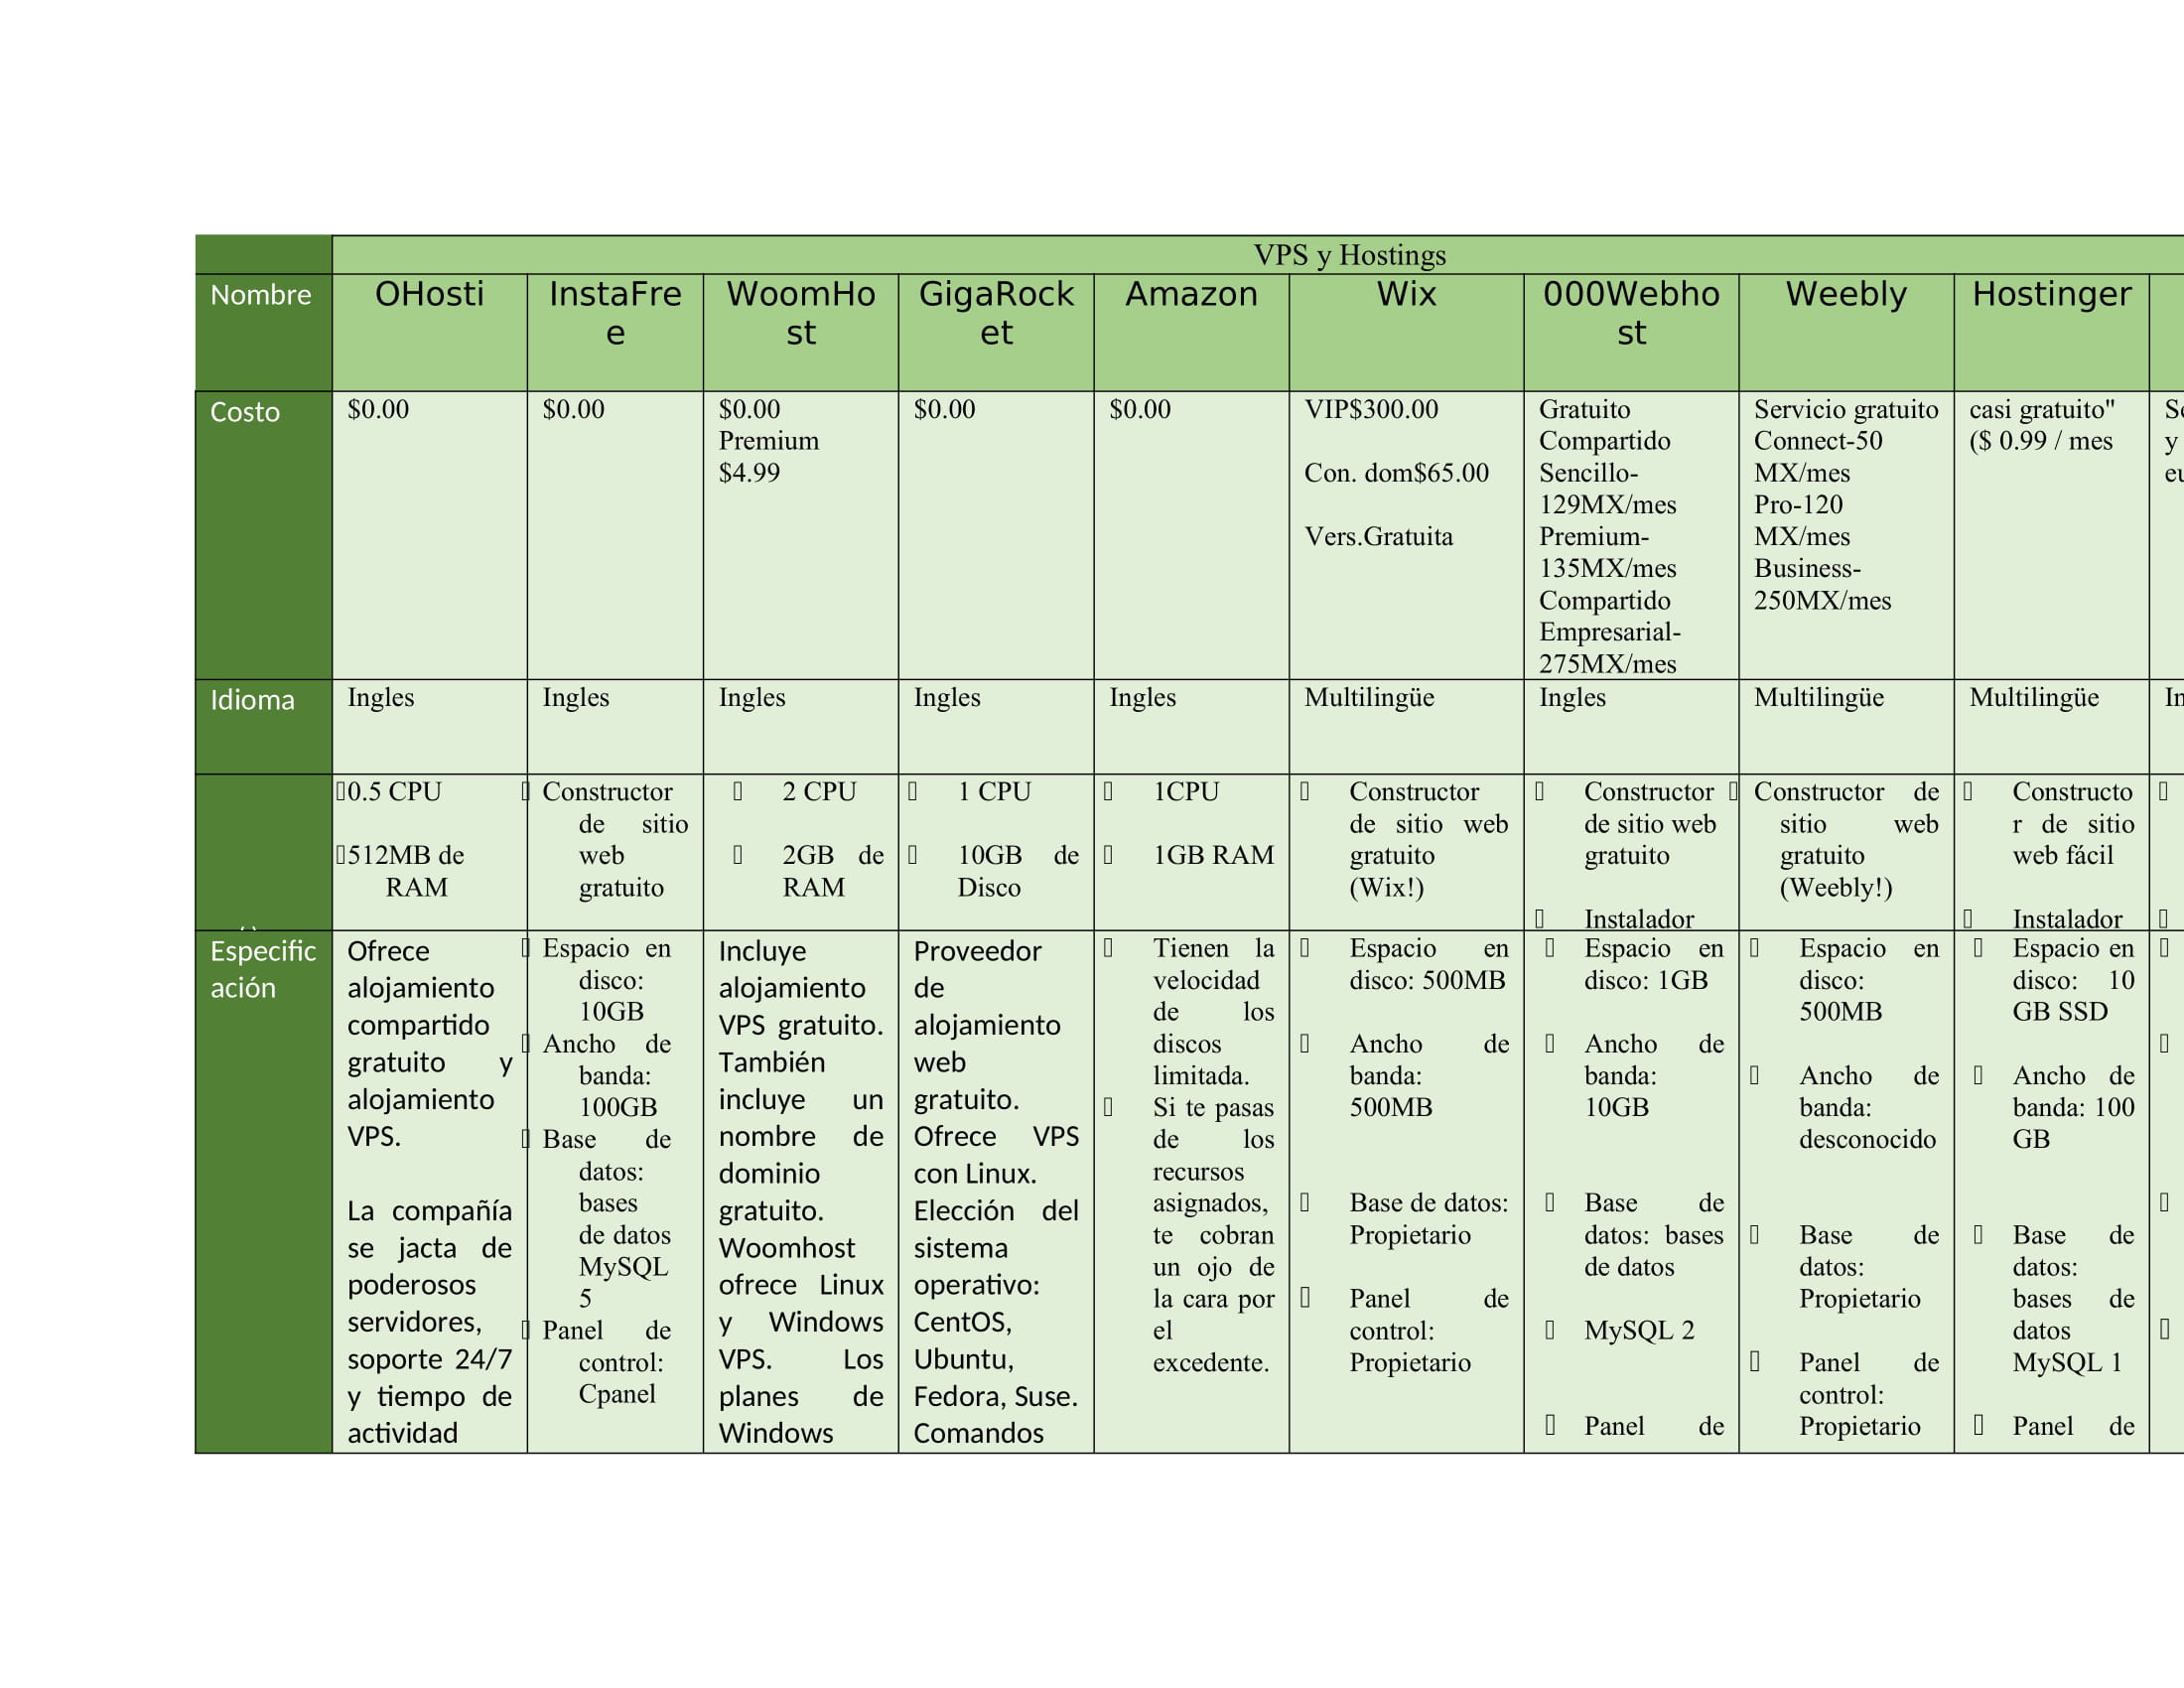 VPS y Hostings
Nombre
OHosti
InstaFre
e
WoomHo
st
GigaRock
et
Amazon
Wix
000Webho
st
Weebly
Hostinger
Costo
$0.00
$0.00
$0.00
Premium
$4.99
$0.00
$0.00
VIP$300.00
Con. dom$65.00
Vers.Gratuita
Gratuito
Compartido
Sencillo-
129MX/mes
Premium-
135MX/mes
Compartido
Empresarial-
275MX/mes
Servicio gratuito
Connect-50
MX/mes
Pro-120
MX/mes
Business-
250MX/mes
casi gratuito"
($ 0.99 / mes
y
Idioma
Ingles
Ingles
Ingles
Ingles
Ingles
Multilingüe
Ingles
Multilingüe
Multilingüe
0.5 CPU
512MB de
RAM
Constructor
de sitio
web
gratuito
2 CPU
2GB de
RAM
1 CPU
10GB de
Disco
1CPU
1GB RAM
Constructor
de sitio web
gratuito
(Wix!)
Constructor
de sitio web
gratuito
Instalador
Constructor de
sitio web
gratuito
(Weebly!)
Constructo
r de sitio
web fácil
Instalador
Especific
ación
Ofrece
alojamiento
compartido
gratuito y
alojamiento
VPS.
La compañía
se jacta de
poderosos
servidores,
soporte 24/7
y tiempo de
actividad
Espacio en
disco:
10GB
Ancho de
banda:
100GB
Base de
datos:
bases
de datos
MySQL
5
Panel de
control:
Cpanel
Incluye
alojamiento
VPS gratuito.
También
incluye un
nombre de
dominio
gratuito.
Woomhost
ofrece Linux
y Windows
VPS. Los
planes de
Windows
Proveedor
de
alojamiento
web
gratuito.
Ofrece VPS
con Linux.
Elección del
sistema
operativo:
CentOS,
Ubuntu,
Fedora, Suse.
Comandos
Tienen la
velocidad
de los
discos
limitada.
Si te pasas
de los
recursos
asignados,
te cobran
un ojo de
la cara por
el
excedente.
Espacio en
disco: 500MB
Ancho de
banda:
500MB
Base de datos:
Propietario
Panel de
control:
Propietario
Espacio en
disco: 1GB
Ancho de
banda:
10GB
Base de
datos: bases
de datos
MySQL 2
Panel de
Espacio en
disco:
500MB
Ancho de
banda:
desconocido
Base de
datos:
Propietario
Panel de
control:
Propietario
Espacio en
disco: 10
GB SSD
Ancho de
banda: 100
GB
Base de
datos:
bases de
datos
MySQL 1
Panel de